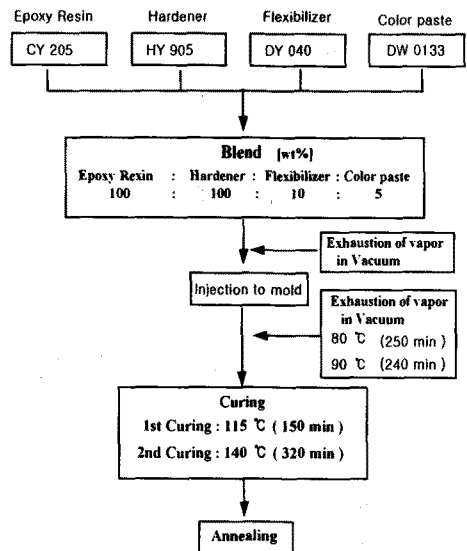 Epoxy Resin Hardener Flexibilizer Color paste
CY 205 HY 905 DY 040 DW 0133
Blend [wt%]
Epoxy Rexin : Hardener : Flexibilizer : Color paste
100 : 100 : 10 : 5
Exhaustion of vapor
in Vacuum
Injection to mold
Exhaustion of vapor
in Vacuum
80 ℃ (250 min )
90 ℃ (240 min )
Curing
1st Curing : 115 ℃ ( 150 min )
2nd Curing : 140 ℃ ( 320 min )
Annealing